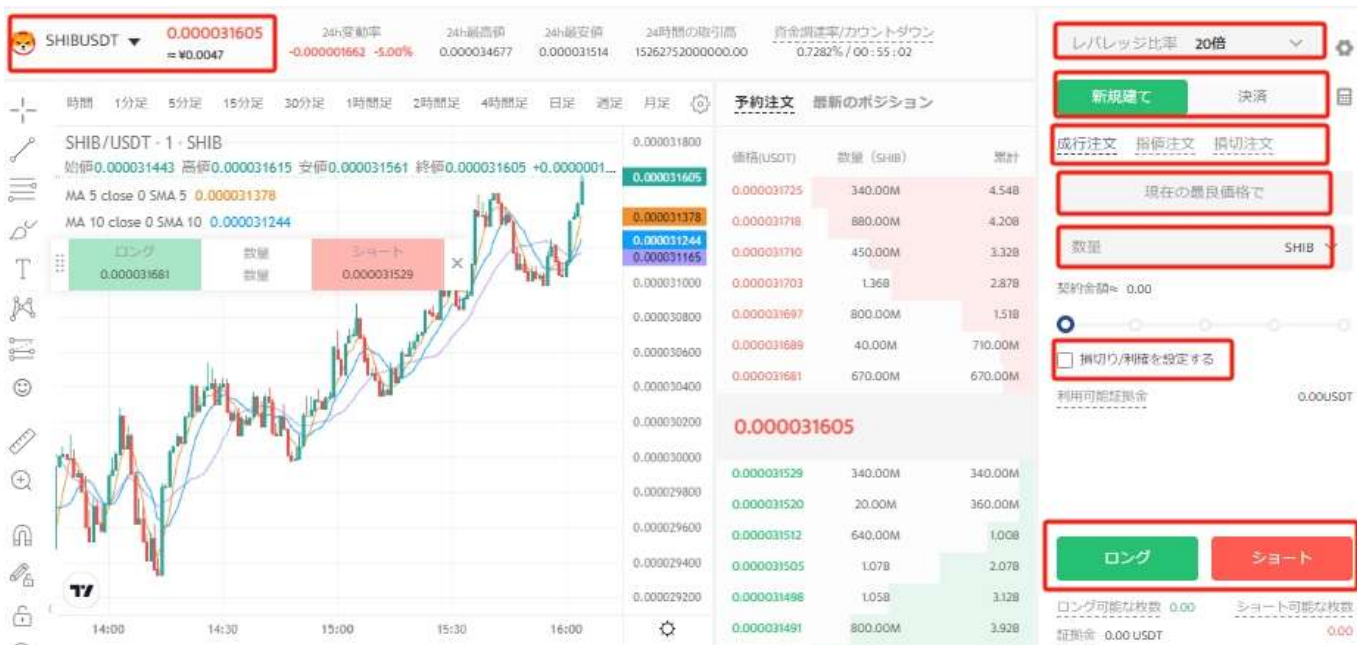 SHIBUSDT ▼
0.000031605
≈ ¥0.0047
24h変動率
-0.000001662 -5.00%
24h最高値
0.000034677
24h最安値
0.000031514
24時間の取引高
15262752000000.00
資金調達率/カウントダウン
0.7282% / 00:55:02
時間 1分足 5分足 15分足 30分足 1時間足 2時間足 4時間足 日足 週足 月足
SHIB/USDT · 1 · SHIB
始値0.000031443 高値0.000031615 安値0.000031561 終値0.000031605 +0.0000001...
MA 5 close 0 SMA 5 0.000031378
MA 10 close 0 SMA 10 0.000031244
ロング 数量 ショート
0.000031681 数量 0.000031529
0.000031800
0.000031605
0.000031378
0.000031244
0.000031165
0.000031000
0.000030800
0.000030600
0.000030400
0.000030200
0.000030000
0.000029800
0.000029600
0.000029400
0.000029200
14:00 14:30 15:00 15:30 16:00
予約注文 最新のポジション
価格(USDT) 数量 (SHIB) 累計
0.000031725 340.00M 4.54B
0.000031718 880.00M 4.20B
0.000031710 450.00M 3.32B
0.000031703 1.36B 2.87B
0.000031697 800.00M 1.51B
0.000031689 40.00M 710.00M
0.000031681 670.00M 670.00M
0.000031605
0.000031529 340.00M 340.00M
0.000031520 20.00M 360.00M
0.000031512 640.00M 1.00B
0.000031505 1.07B 2.07B
0.000031498 1.05B 3.12B
0.000031491 800.00M 3.92B
レバレッジ比率 20倍
新規建て 決済
成行注文 指値注文 損切注文
現在の最良価格で
数量 SHIB
契約金額≈ 0.00
損切り/利確を設定する
利用可能証拠金 0.00USDT
ロング ショート
ロング可能な枚数 0.00 ショート可能な枚数
0.00
証拠金 0.00 USDT